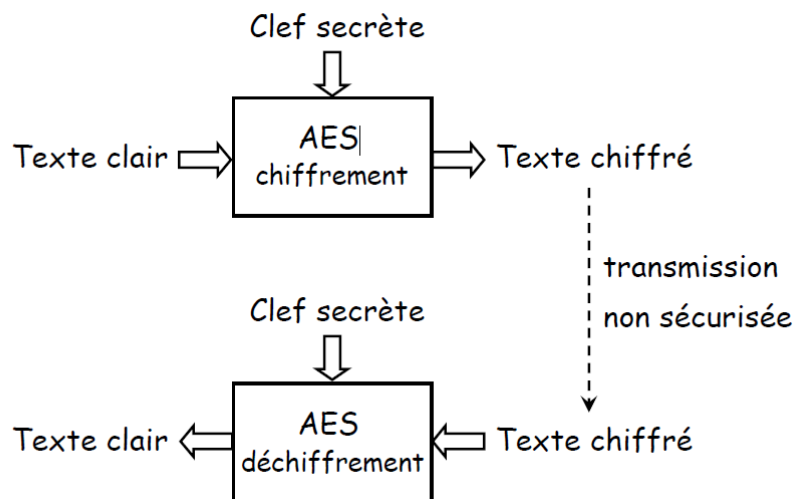 Clef secrète
AES
Texte clair
chiffrement
Texte chiffré
transmission
non sécurisée
Clef secrète
AES
Texte clair
déchiffrement
Texte chiffré